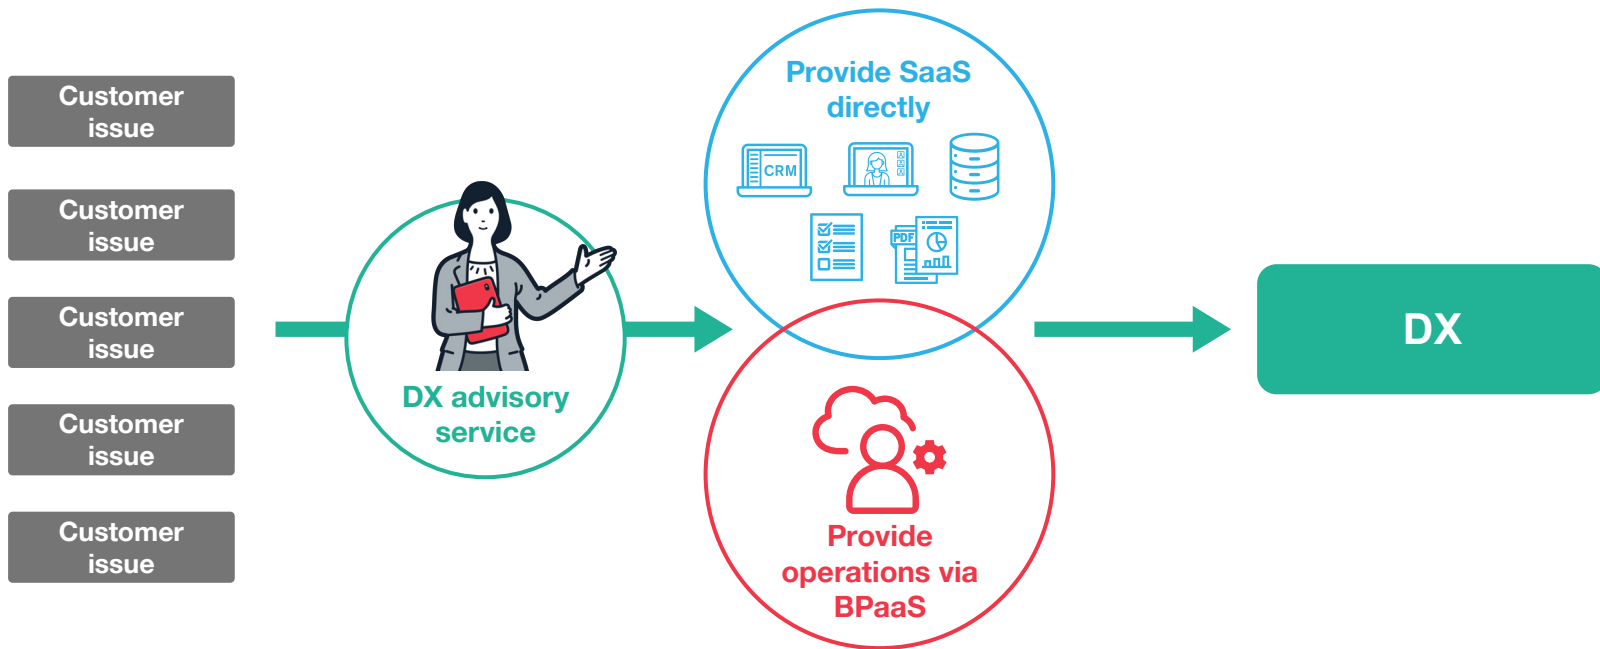 Customer
issue
Customer
issue
Customer
issue
Customer
issue
Customer
issue
DX advisory
service
Provide SaaS
directly
CRM
PDF
Provide
operations via
BPaaS
DX